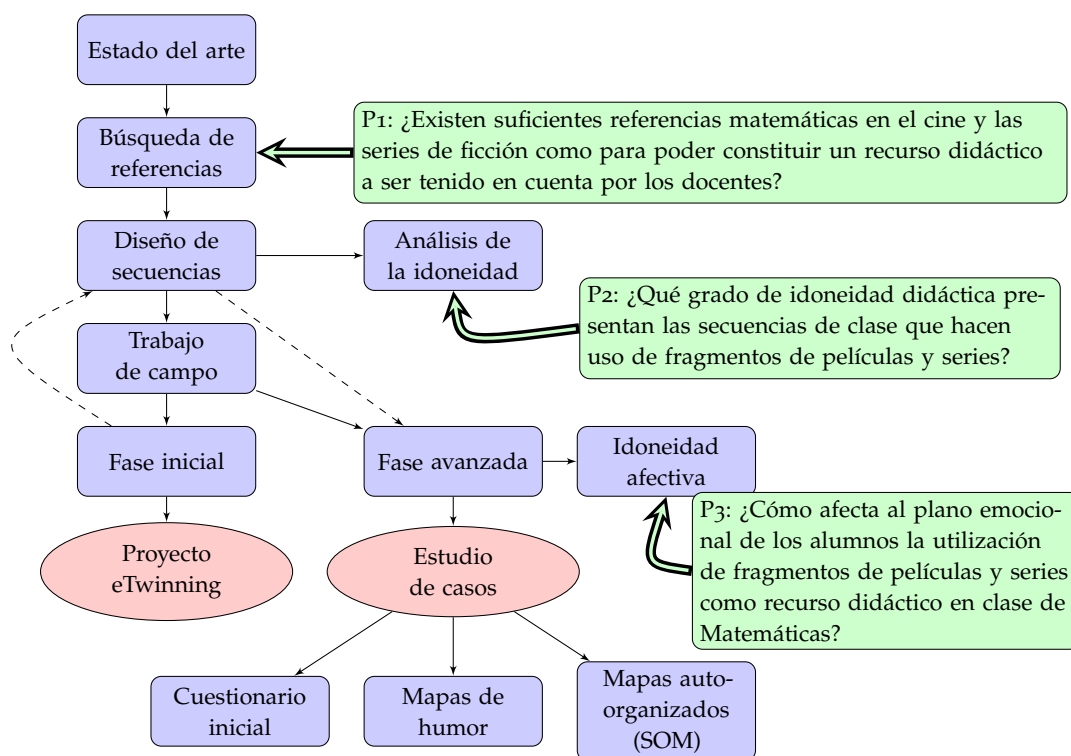 Estado del arte
Búsqueda de
referencias
P1: ¿Existen suficientes referencias matemáticas en el cine y las
series de ficción como para poder constituir un recurso didáctico
a ser tenido en cuenta por los docentes?
Diseño de
secuencias
Análisis de
la idoneidad
P2: ¿Qué grado de idoneidad didáctica pre-
sentan las secuencias de clase que hacen
uso de fragmentos de películas y series?
Trabajo
de campo
Fase inicial
Fase avanzada
Idoneidad
afectiva
P3: ¿Cómo afecta al plano emocio-
nal de los alumnos la utilización
de fragmentos de películas y series
como recurso didáctico en clase de
Matemáticas?
Proyecto
eTwinning
Estudio
de casos
Cuestionario
inicial
Mapas de
humor
Mapas auto-
organizados
(SOM)